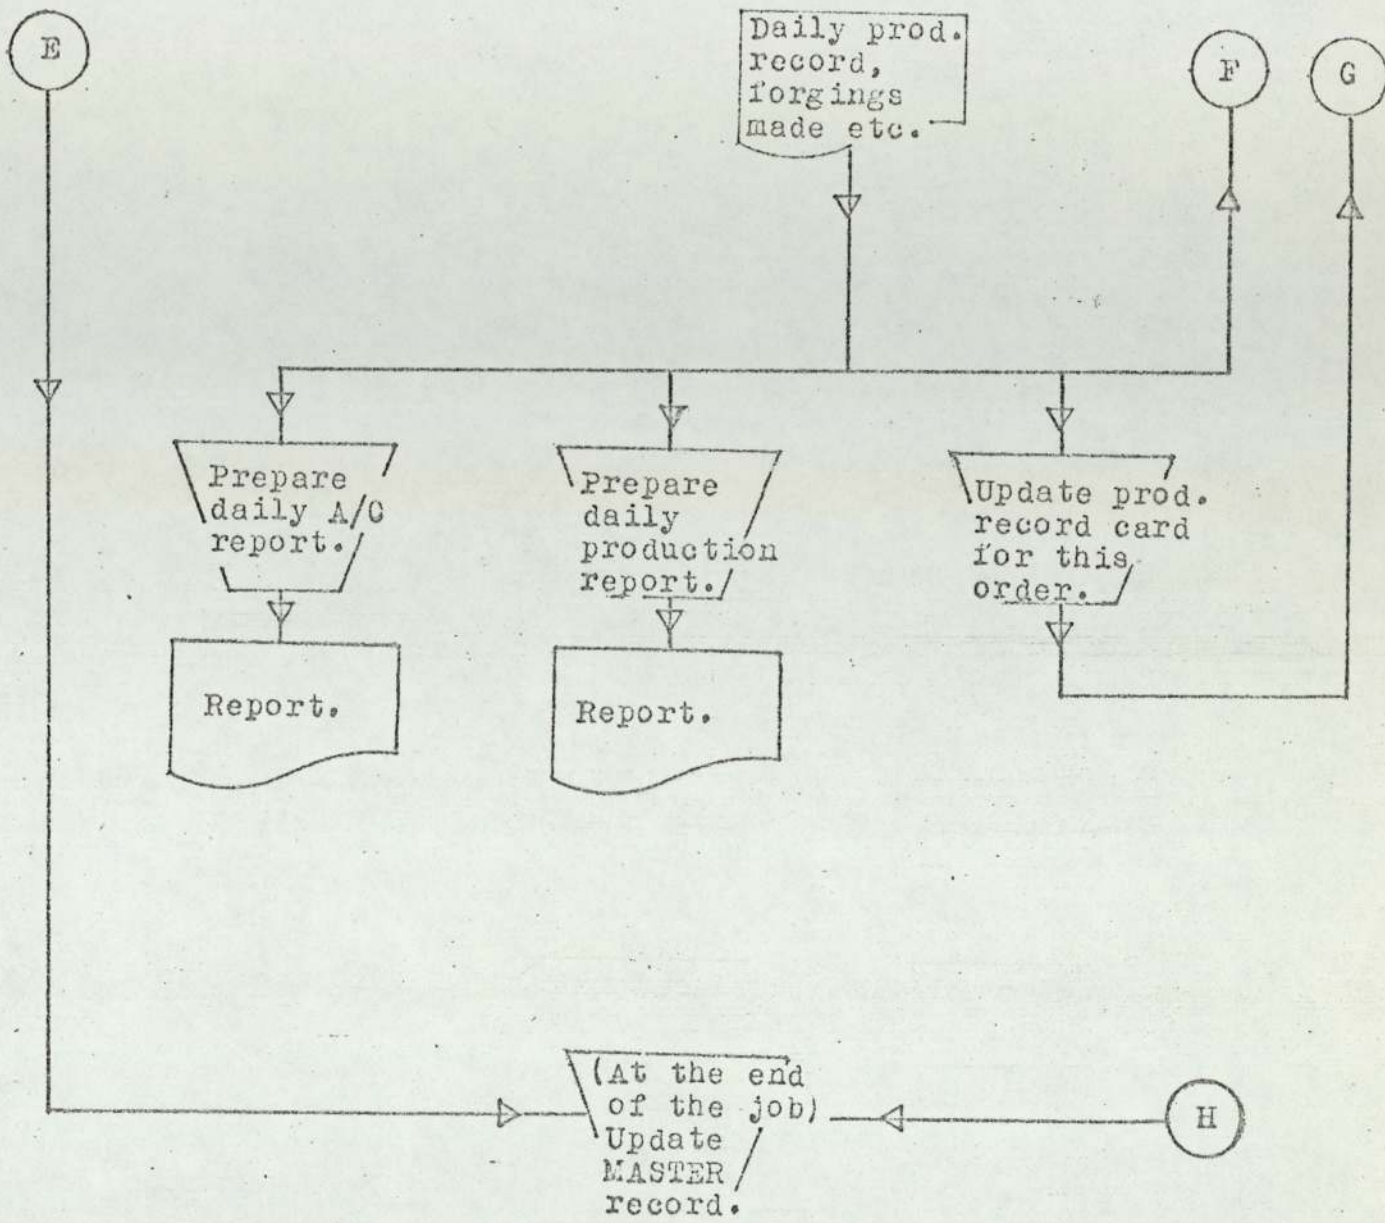 E
Daily prod.
record,
forgings
made etc.
F
G
Prepare
daily A/C
report.
Prepare
daily
production
report.
Update prod.
record card
for this
order.
Report.
Report.
(At the end
of the job)
Update
MASTER
record.
H